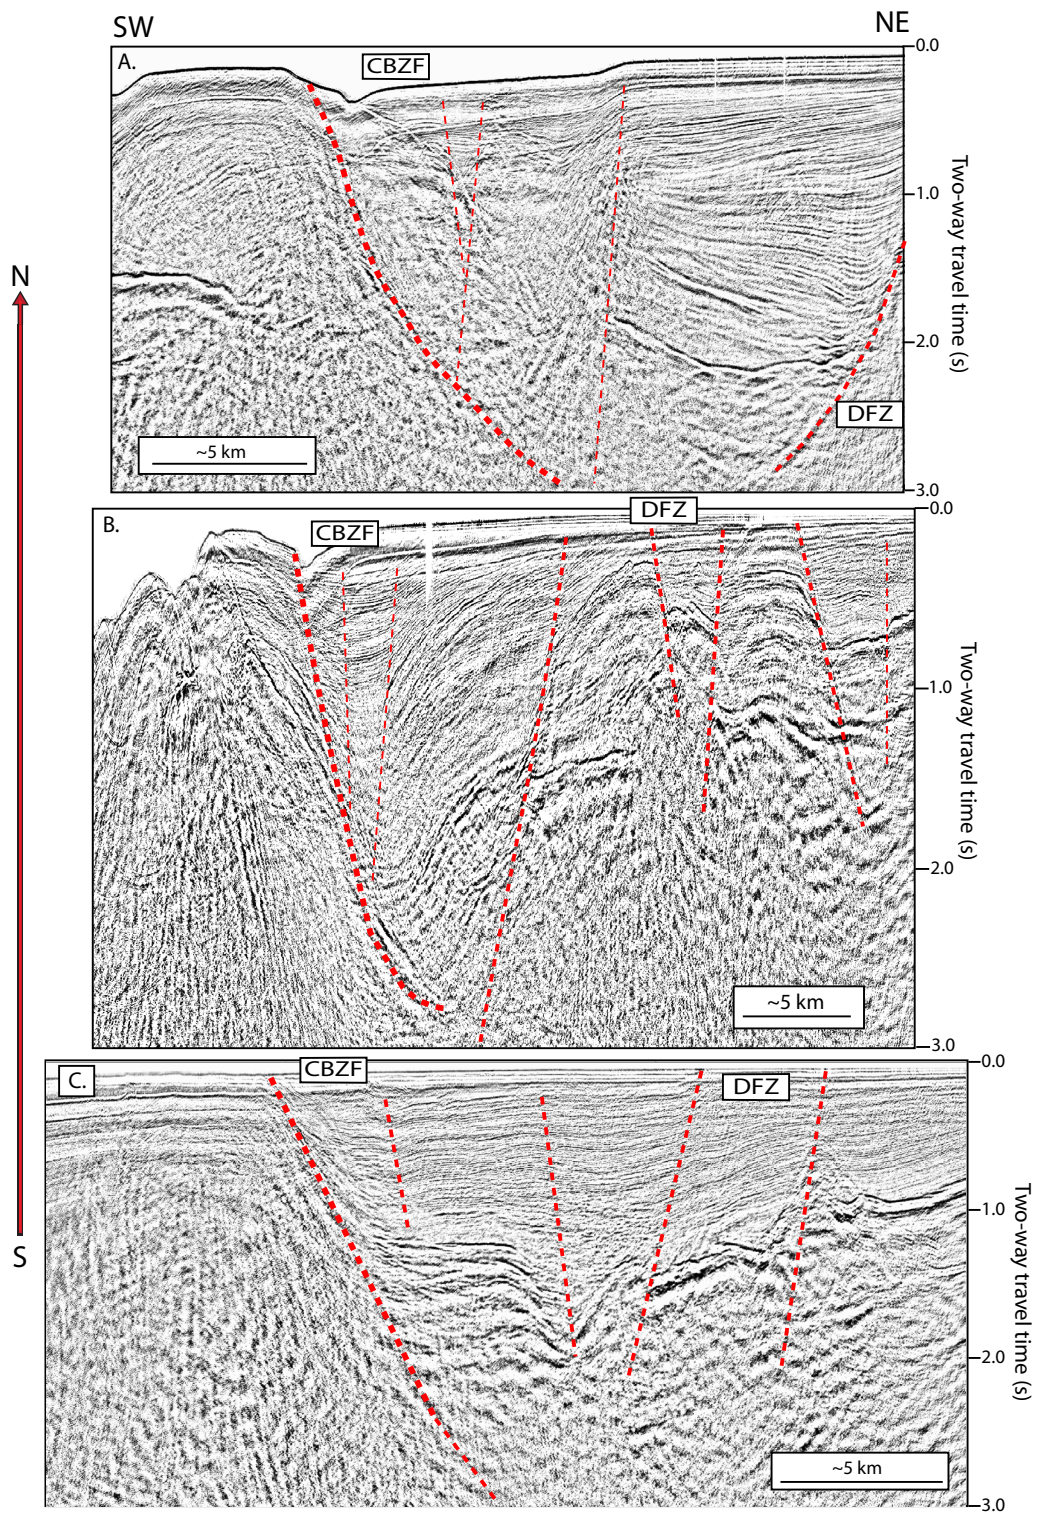 SW
NE
A.
CBZF
0.0
1.0
2.0
3.0
Two-way travel time (s)
DFZ
~5 km
N
S
B.
CBZF
DFZ
0.0
1.0
2.0
3.0
Two-way travel time (s)
~5 km
C.
CBZF
DFZ
0.0
1.0
2.0
3.0
Two-way travel time (s)
~5 km